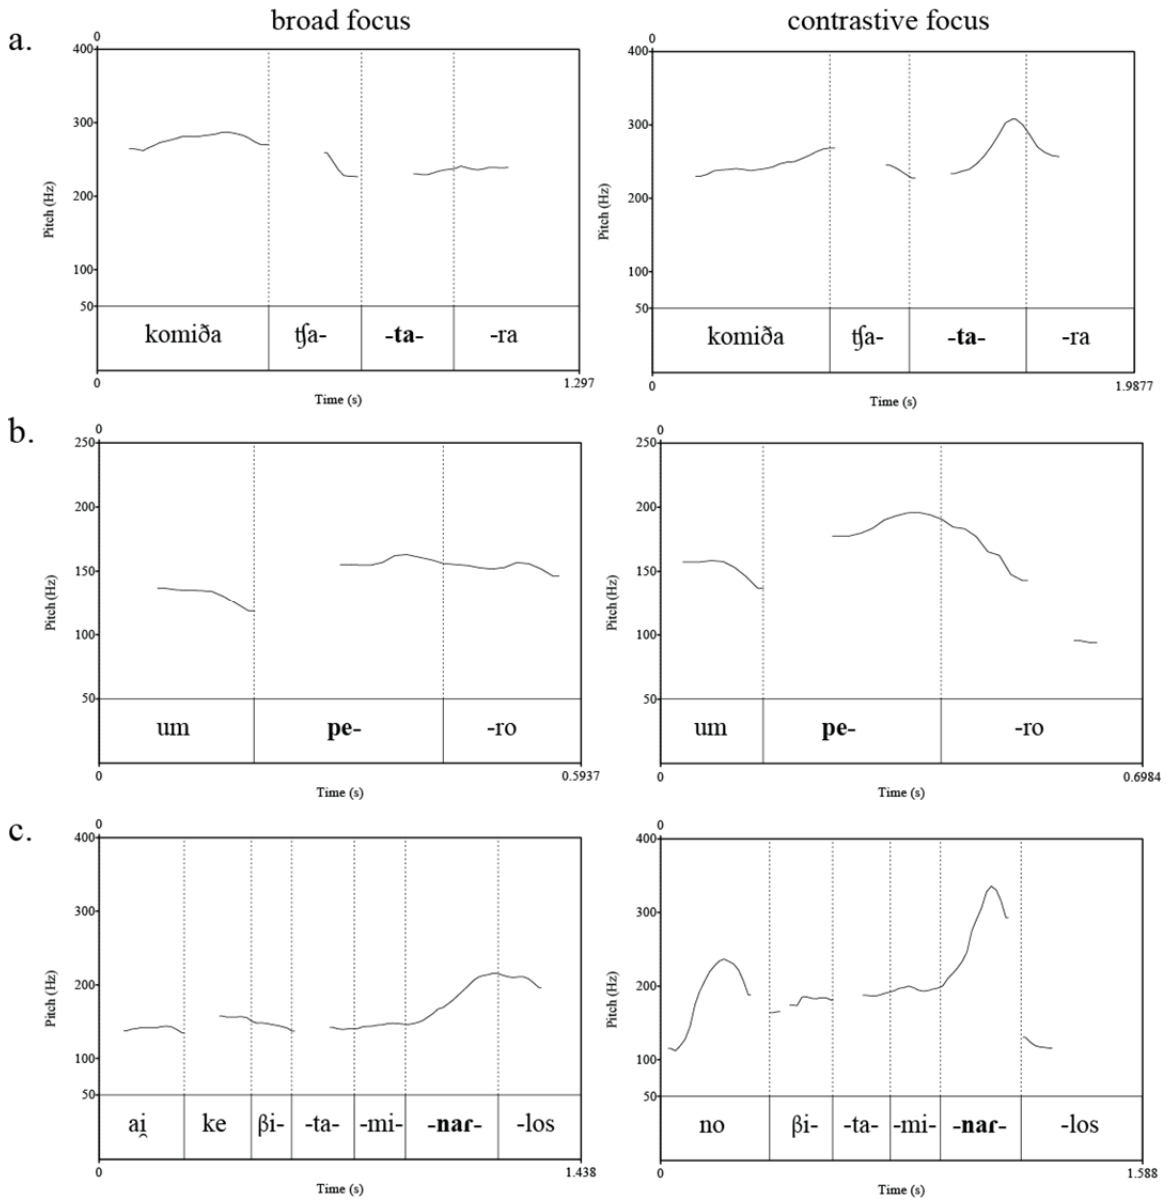 broad focus
contrastive focus
a.
0
400
300
200
100
50
Pitch (Hz)
komiða
ʧa-
-ta-
-ra
0
1.297
Time (s)
0
400
300
200
100
50
Pitch (Hz)
komiða
ʧa-
-ta-
-ra
0
1.9877
Time (s)
b.
0
250
200
150
100
50
Pitch (Hz)
um
pe-
-ro
0
0.5937
Time (s)
0
250
200
150
100
50
Pitch (Hz)
um
pe-
-ro
0
0.6984
Time (s)
c.
0
400
300
200
100
50
Pitch (Hz)
ai̯
ke
βi-
-ta-
-mi-
-naɾ-
-los
0
1.438
Time (s)
0
400
300
200
100
50
Pitch (Hz)
no
βi-
-ta-
-mi-
-naɾ-
-los
0
1.588
Time (s)